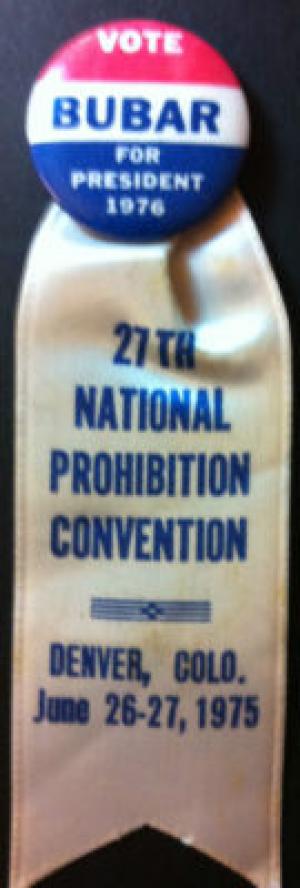 VOTE
BUBAR
FOR
PRESIDENT
1976
27TH
NATIONAL
PROHIBITION
CONVENTION
DENVER, COLO.
June 26-27, 1975